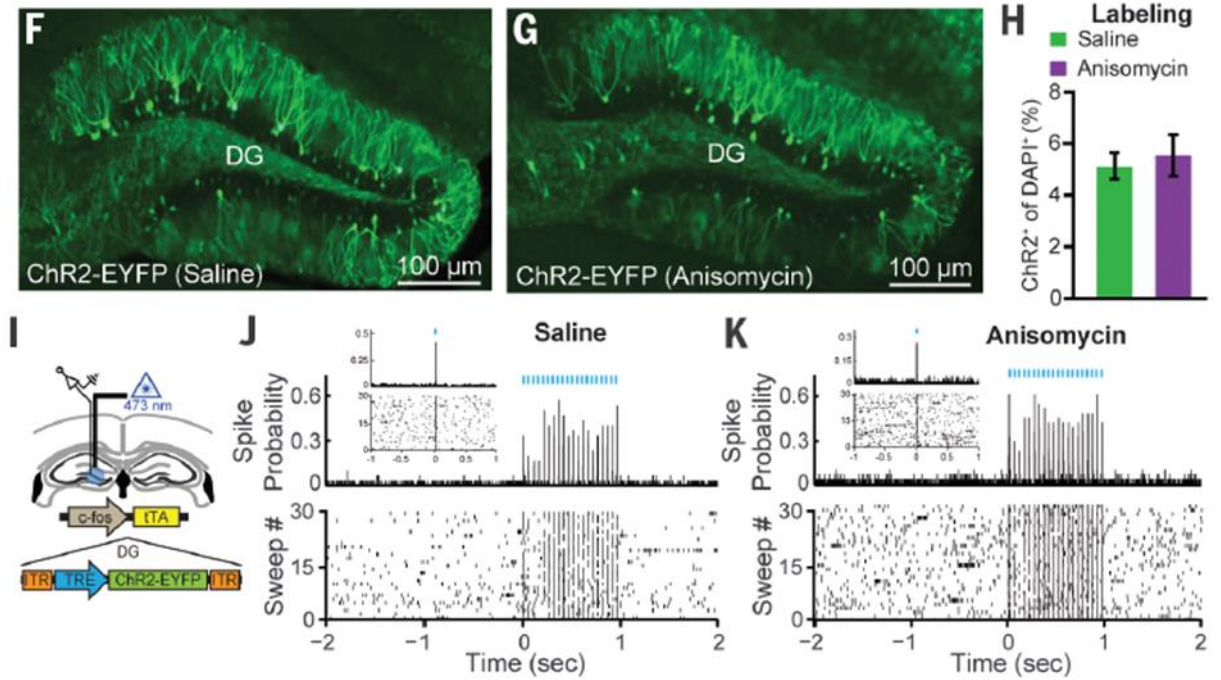 F
DG
ChR2-EYFP (Saline)
100 µm
G
DG
ChR2-EYFP (Anisomycin)
100 µm
H
Labeling
Saline
Anisomycin
ChR2⁺ of DAPI⁺ (%)
8
6
4
2
0
I
473 nm
c-fos
tTA
DG
ITR
TRE
ChR2-EYFP
ITR
J
Saline
0.5
0.25
0
30
15
0
-1 -0.5 0 0.5 1
Spike
Probability
0.6
0.3
0
Sweep #
30
15
0
−2 −1 0 1 2
Time (sec)
K
Anisomycin
0.15
0
30
15
0
-1 -0.5 0 0.5 1
Spike
Probability
0.6
0.3
0
Sweep #
30
15
0
−2 −1 0 1 2
Time (sec)